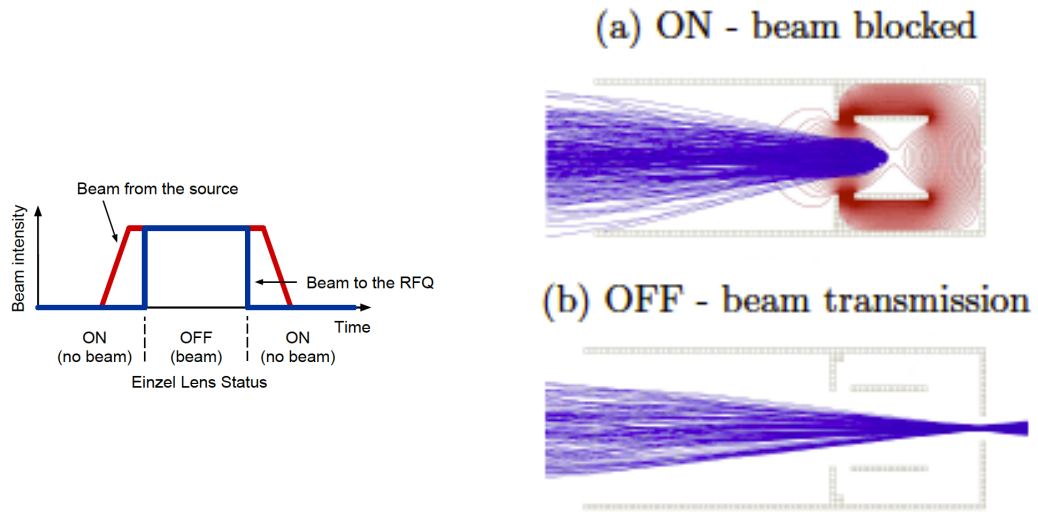 (a) ON - beam blocked
Beam from the source
Beam intensity
Beam to the RFQ
Time
ON
(no beam)
OFF
(beam)
ON
(no beam)
Einzel Lens Status
(b) OFF - beam transmission